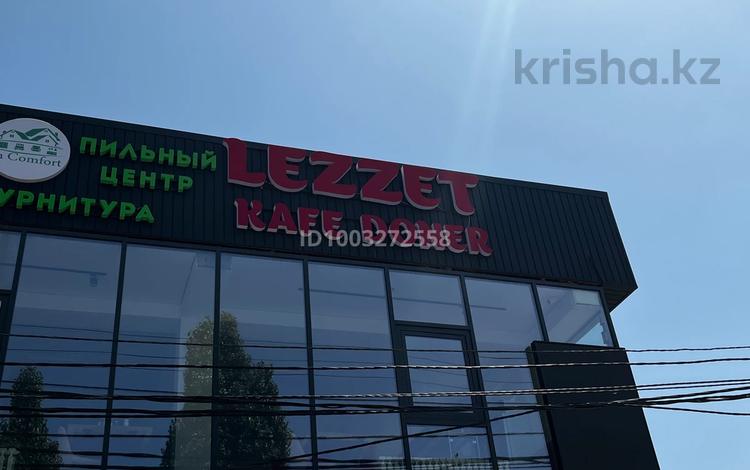 krisha.kz
Comfort
ПИЛЬНЫЙ
ЦЕНТР
УРНИТУРА
LEZZET
KAFE DONER
ID1003272558